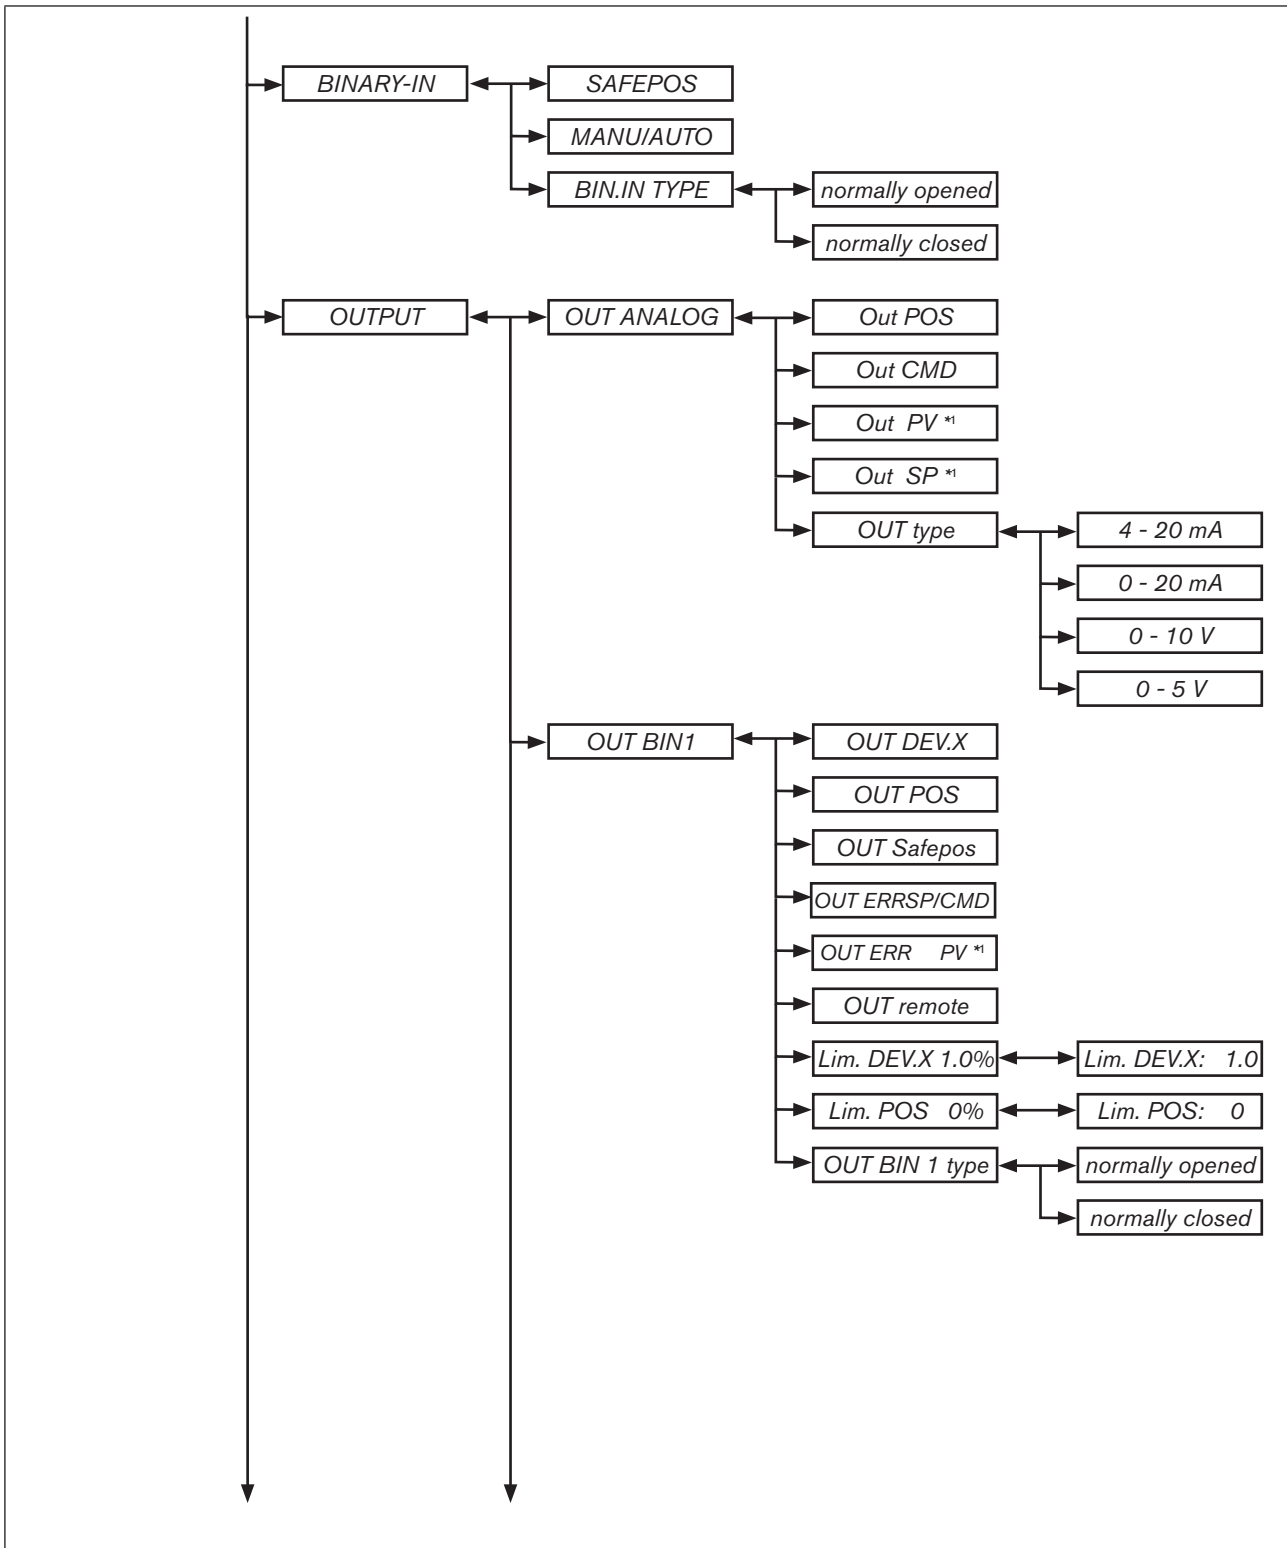 BINARY-IN
SAFEPOS
MANU/AUTO
BIN.IN TYPE
normally opened
normally closed
OUTPUT
OUT ANALOG
Out POS
Out CMD
Out PV *1
Out SP *1
OUT type
4 - 20 mA
0 - 20 mA
0 - 10 V
0 - 5 V
OUT BIN1
OUT DEV.X
OUT POS
OUT Safepos
OUT ERRSP/CMD
OUT ERR PV *1
OUT remote
Lim. DEV.X 1.0%
Lim. DEV.X: 1.0
Lim. POS 0%
Lim. POS: 0
OUT BIN 1 type
normally opened
normally closed